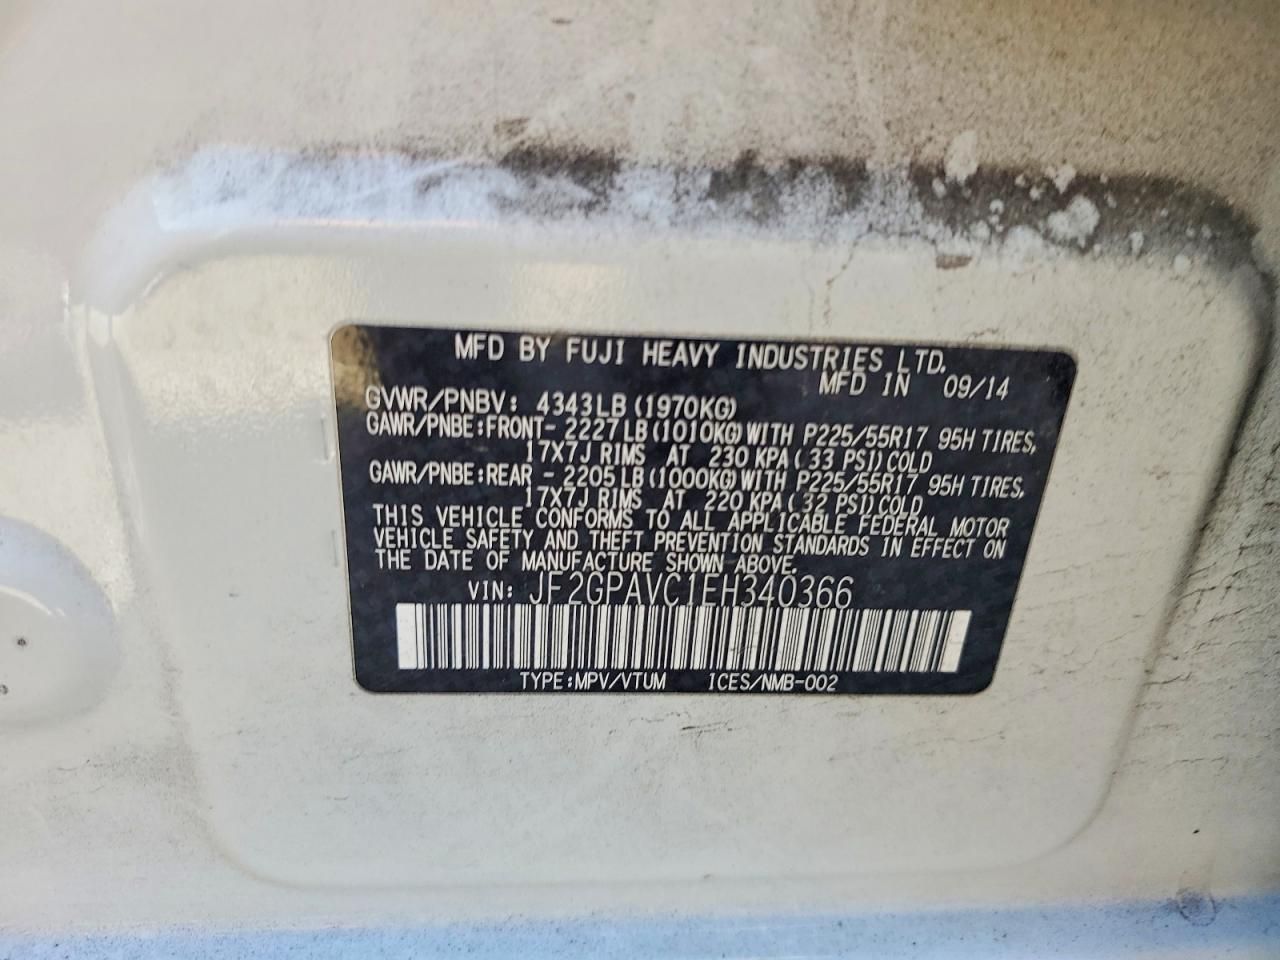 MFD BY FUJI HEAVY INDUSTRIES LTD.
MFD IN 09/14
GVWR/PNBV: 4343LB (1970KG)
GAWR/PNBE:FRONT- 2227LB(1010KG)WITH P225/55R17 95H TIRES,
17X7J RIMS AT 230 KPA( 33 PSI)COLD
GAWR/PNBE:REAR - 2205LB(1000KG)WITH P225/55R17 95H TIRES,
17X7J RIMS AT 220 KPA( 32 PSI)COLD
THIS VEHICLE CONFORMS TO ALL APPLICABLE FEDERAL MOTOR
VEHICLE SAFETY AND THEFT PREVENTION STANDARDS IN EFFECT ON
THE DATE OF MANUFACTURE SHOWN ABOVE.
VIN: JF2GPAVC1EH340366
TYPE:MPV/VTUM ICES/NMB-002